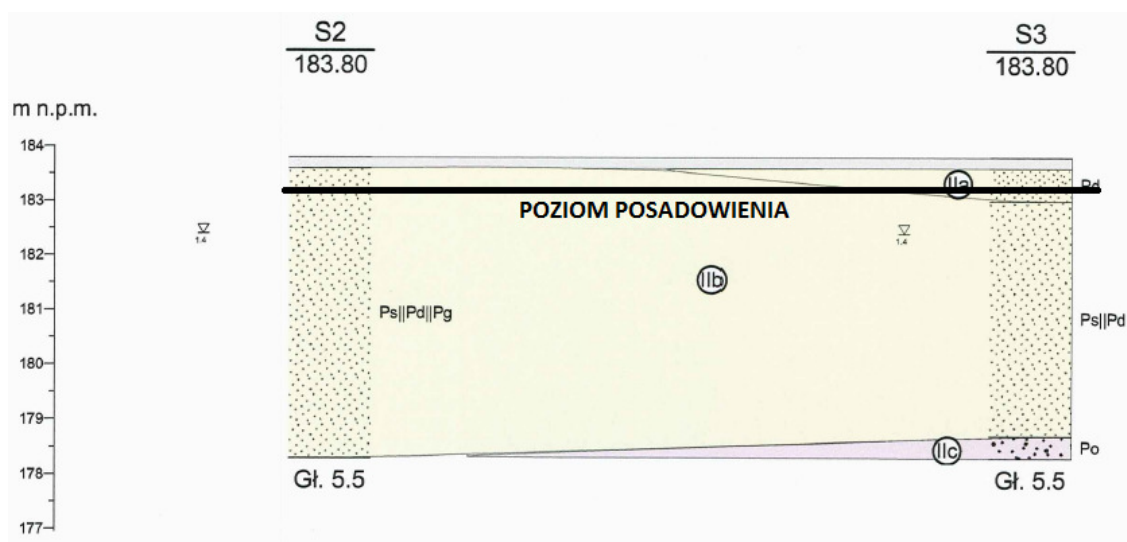 S2
183.80
S3
183.80
m n.p.m.
184
183
182
181
180
179
178
177
IIa
Pd
POZIOM POSADOWIENIA
1.4
1.4
IIb
Ps||Pd||Pg
Ps||Pd
IIc
Po
Gł. 5.5
Gł. 5.5